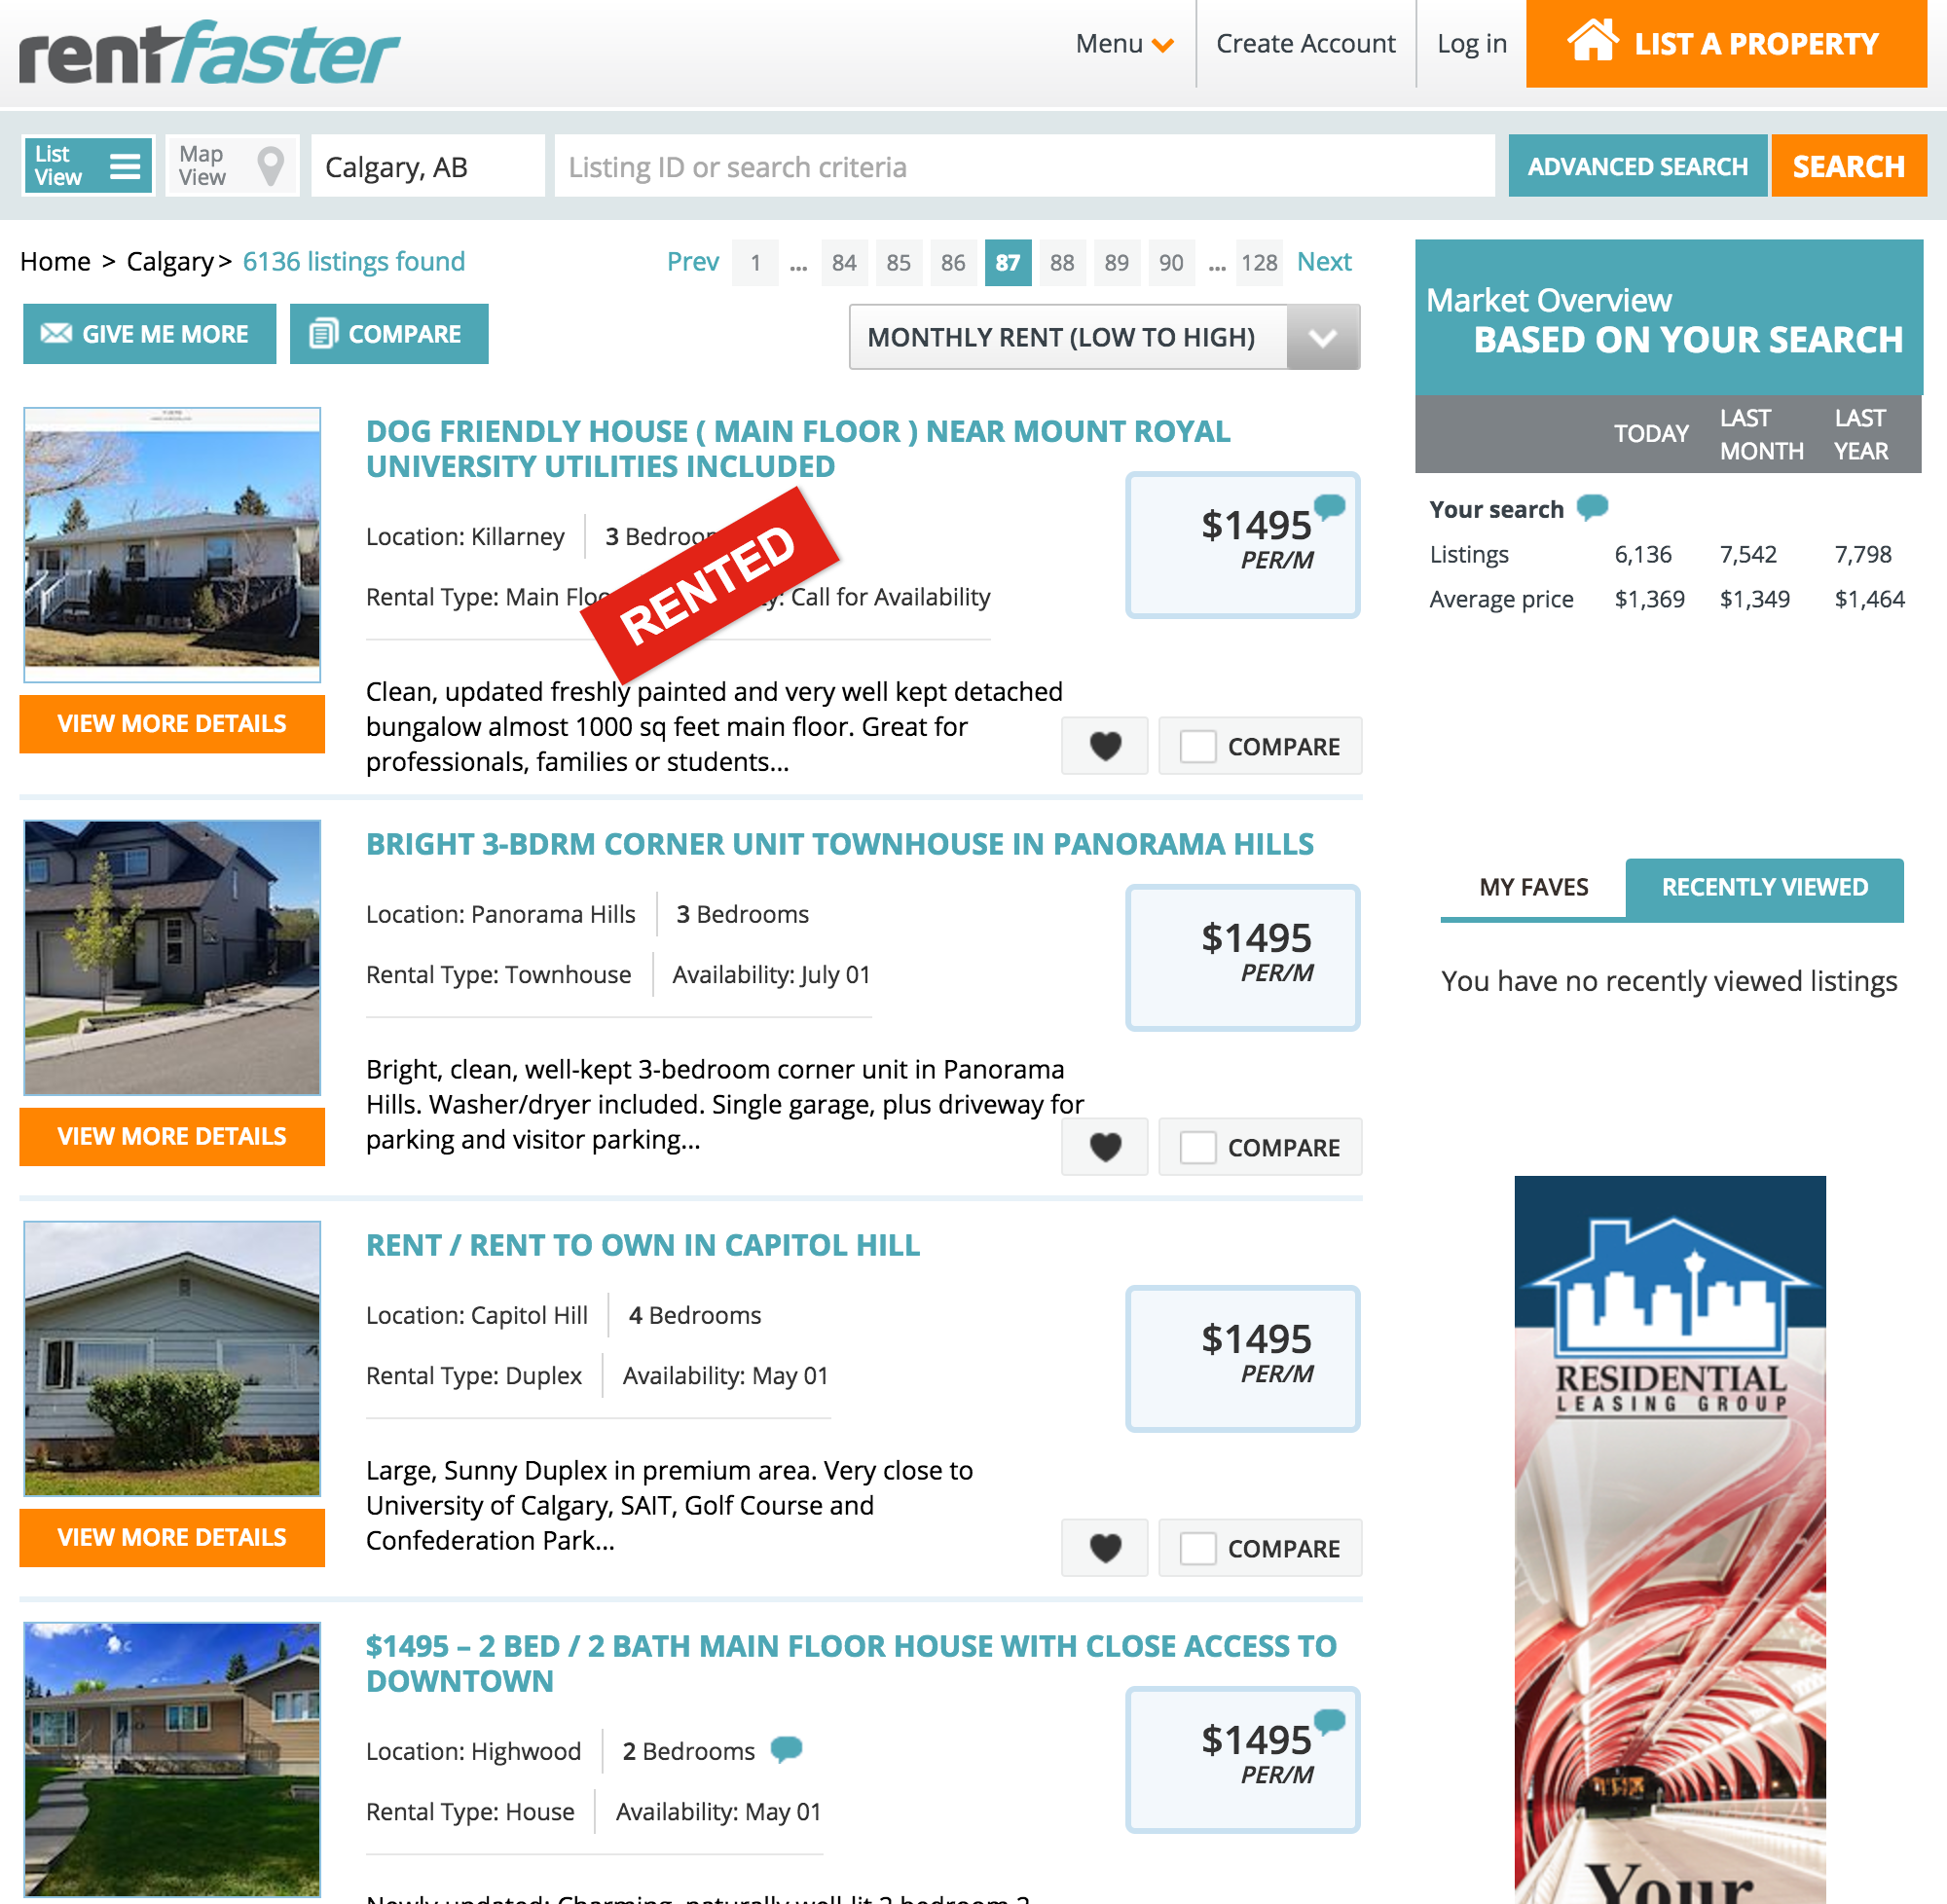 rentfaster
Menu
Create Account
Log in
LIST A PROPERTY
List
View
Map
View
Calgary, AB
Listing ID or search criteria
ADVANCED SEARCH
SEARCH
Home > Calgary > 6136 listings found
Prev 1 ... 84 85 86 87 88 89 90 ... 128 Next
GIVE ME MORE
COMPARE
MONTHLY RENT (LOW TO HIGH)
DOG FRIENDLY HOUSE ( MAIN FLOOR ) NEAR MOUNT ROYAL
UNIVERSITY UTILITIES INCLUDED
Location: Killarney
3 Bedroo
Rental Type: Main Floo
y: Call for Availability
RENTED
$1495
PER/M
Clean, updated freshly painted and very well kept detached
bungalow almost 1000 sq feet main floor. Great for
professionals, families or students...
VIEW MORE DETAILS
COMPARE
BRIGHT 3-BDRM CORNER UNIT TOWNHOUSE IN PANORAMA HILLS
Location: Panorama Hills
3 Bedrooms
Rental Type: Townhouse
Availability: July 01
$1495
PER/M
Bright, clean, well-kept 3-bedroom corner unit in Panorama
Hills. Washer/dryer included. Single garage, plus driveway for
parking and visitor parking...
VIEW MORE DETAILS
COMPARE
RENT / RENT TO OWN IN CAPITOL HILL
Location: Capitol Hill
4 Bedrooms
Rental Type: Duplex
Availability: May 01
$1495
PER/M
Large, Sunny Duplex in premium area. Very close to
University of Calgary, SAIT, Golf Course and
Confederation Park...
VIEW MORE DETAILS
COMPARE
$1495 – 2 BED / 2 BATH MAIN FLOOR HOUSE WITH CLOSE ACCESS TO
DOWNTOWN
Location: Highwood
2 Bedrooms
Rental Type: House
Availability: May 01
$1495
PER/M
Newly updated: Charming, naturally well-lit 2 bedroom 2
Market Overview
BASED ON YOUR SEARCH
TODAY
LAST
MONTH
LAST
YEAR
Your search
Listings 6,136 7,542 7,798
Average price $1,369 $1,349 $1,464
MY FAVES
RECENTLY VIEWED
You have no recently viewed listings
RESIDENTIAL
LEASING GROUP
Your